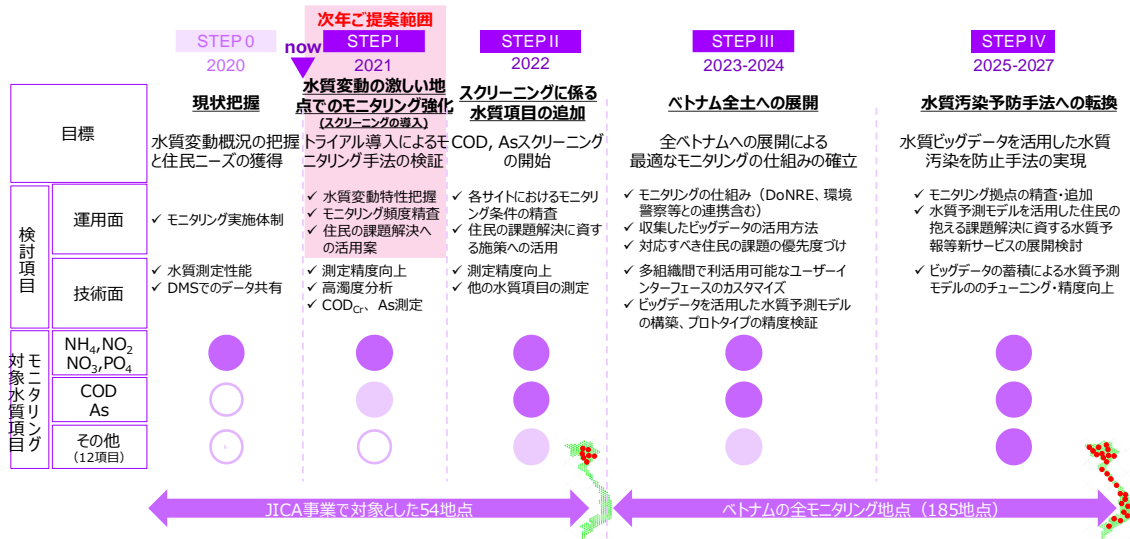 次年ご提案範囲
STEP 0
now
STEP I
STEP II
STEP III
STEP IV
2020
2021
2022
2023-2024
2025-2027
目標
現状把握
水質変動概況の把握
と住民ニーズの獲得
水質変動の激しい地
点でのモニタリング強化
(スクリーニングの導入)
トライアル導入によるモ
ニタリング手法の検証
スクリーニングに係る
水質項目の追加
COD, Asスクリーニング
の開始
ベトナム全土への展開
全ベトナムへの展開による
最適なモニタリングの仕組みの確立
水質汚染予防手法への転換
水質ビッグデータを活用した水質
汚染を防止手法の実現
検討項目
運用面
✓ モニタリング実施体制
✓ 水質変動特性把握
✓ モニタリング頻度精査
✓ 住民の課題解決へ
の活用案
✓ 各サイトにおけるモニタリ
ング条件の精査
✓ 住民の課題解決に資す
る施策への活用
✓ モニタリングの仕組み（DoNRE、環境
警察等との連携含む）
✓ 収集したビッグデータの活用方法
✓ 対応すべき住民の課題の優先度づけ
✓ モニタリング拠点の精査・追加
✓ 水質予測モデルを活用した住民の
抱える課題解決に資する水質予
報等新サービスの展開検討
技術面
✓ 水質測定性能
✓ DMSでのデータ共有
✓ 測定精度向上
✓ 高濁度分析
✓ CODCr、As測定
✓ 測定精度向上
✓ 他の水質項目の測定
✓ 多組織間で利活用可能なユーザーイ
ンターフェースのカスタマイズ
✓ ビッグデータを活用した水質予測モデル
の構築、プロトタイプの精度検証
✓ ビッグデータの蓄積による水質予測
モデルののチューニング・精度向上
モニタリング
対象水質項目
NH4,NO2
NO3,PO4
COD
As
その他
(12項目)
JICA事業で対象とした54地点
ベトナムの全モニタリング地点（185地点）